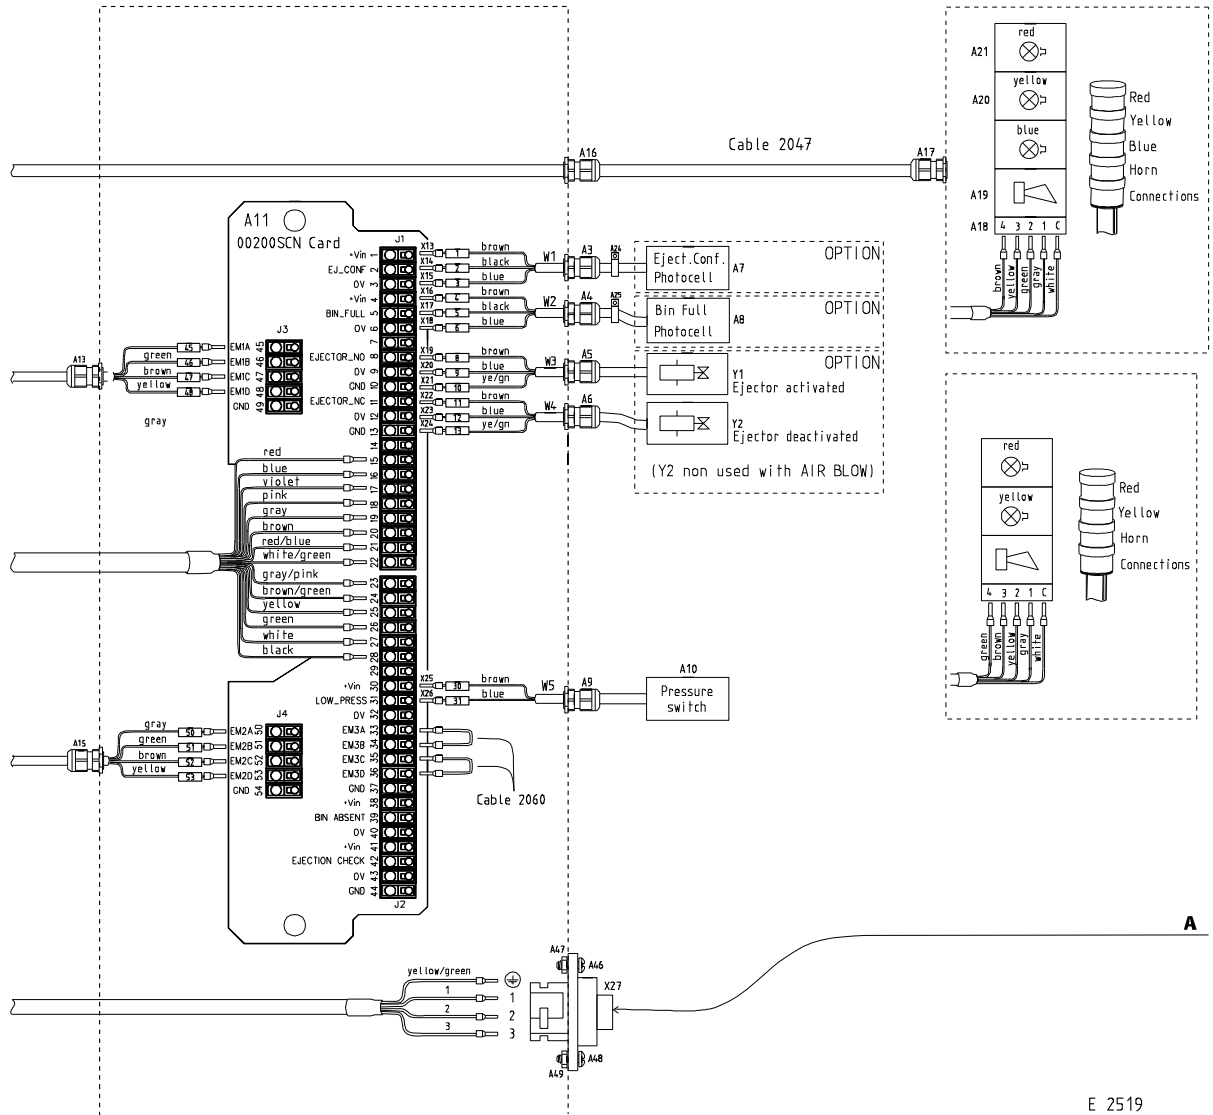 red
A21
yellow
A20
blue
A19
A18
4 3 2 1 C
brown
yellow
green
gray
white
Red
Yellow
Blue
Horn
Connections
A16
Cable 2047
A17
A11
00200SCN Card
J1
+Vin 1
EJ_CONF 2
0V 3
+Vin 4
BIN_FULL 5
0V 6
7
EJECTOR_NO 8
0V 9
GND 10
EJECTOR_NC 11
0V 12
GND 13
14
15
16
17
18
19
20
21
22
23
24
25
26
27
28
29
+Vin 30
LOW_PRESS 31
0V 32
EM3A 33
EM3B 34
EM3C 35
EM3D 36
GND 37
+Vin 38
BIN ABSENT 39
0V 40
+Vin 41
EJECTION CHECK 42
0V 43
GND 44
J2
X13 1 brown
X14 2 black
X15 3 blue
W1 A3 A24
X16 4 brown
X17 5 black
X18 6 blue
W2 A4 A25
X19 8 brown
X20 9 blue
X21 10 ye/gn
W3 A5
X22 11 brown
X23 12 blue
X24 13 ye/gn
W4 A6
OPTION
Eject.Conf.
Photocell
A7
OPTION
Bin Full
Photocell
A8
OPTION
Y1
Ejector activated
Y2
Ejector deactivated
(Y2 non used with AIR BLOW)
A13
J3
45 EM1A 45
green 46 EM1B 46
brown 47 EM1C 47
yellow 48 EM1D 48
GND 49
gray
red
blue
violet
pink
gray
brown
red/blue
white/green
gray/pink
brown/green
yellow
green
white
black
red
yellow
4 3 2 1 C
green
brown
yellow
gray
white
Red
Yellow
Horn
Connections
X25 30 brown
X26 31 blue
W5 A9
A10
Pressure
switch
Cable 2060
A15
J4
gray 50 EM2A 50
green 51 EM2B 51
brown 52 EM2C 52
yellow 53 EM2D 53
GND 54
A
yellow/green
1 1
2 2
3 3
A47
A46
X27
A48
A49
E 2519